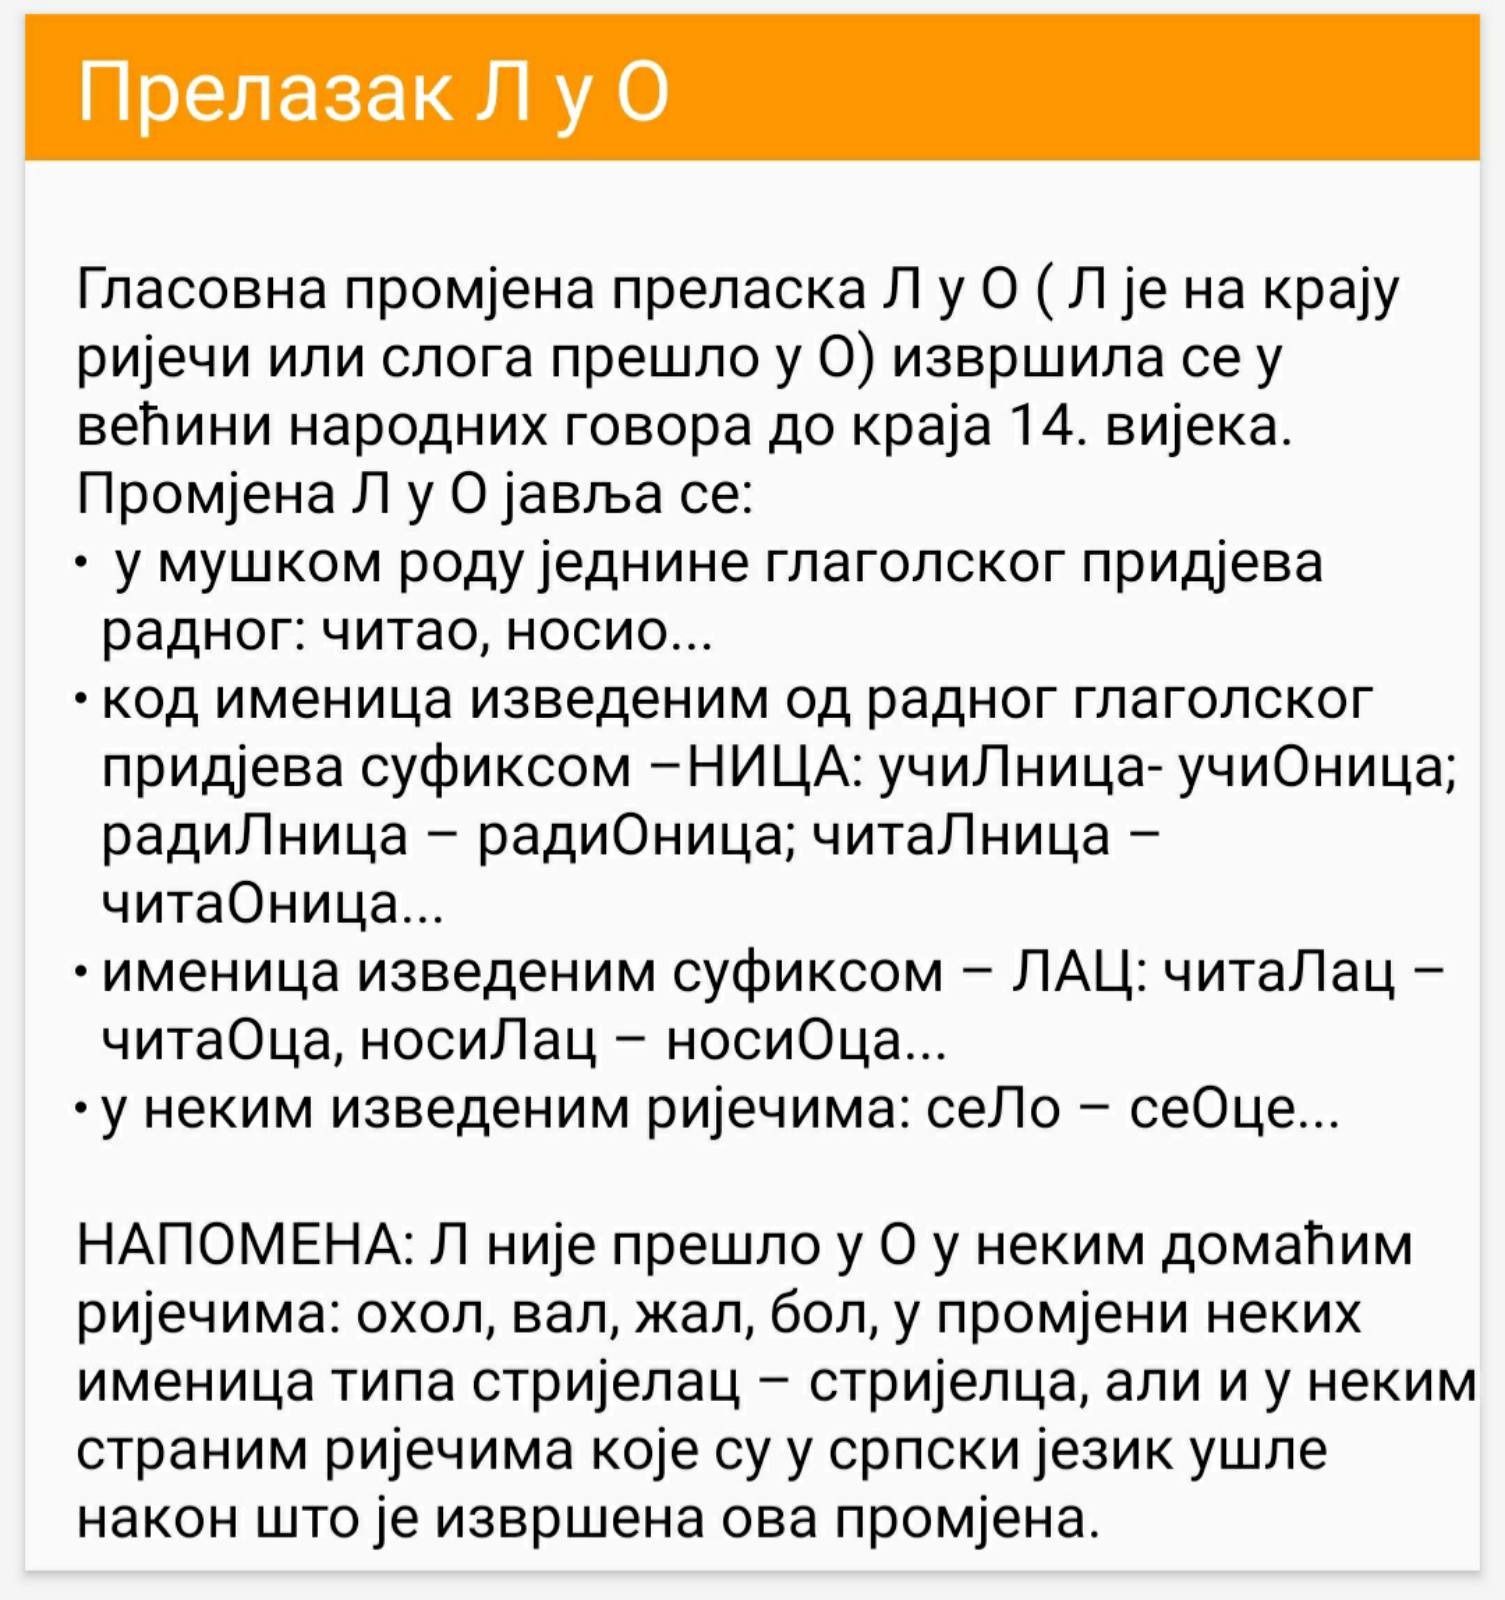 Прелазак Л у О
Гласовна промјена преласка Л у О ( Л је на крају
ријечи или слога прешло у О) извршила се у
већини народних говора до краја 14. вијека.
Промјена Л у О јавља се:
• у мушком роду једнине глаголског придјева
радног: читао, носио...
• код именица изведеним од радног глаголског
придјева суфиксом –НИЦА: учиЛница- учиОница;
радиЛница – радиОница; читаЛница –
читаОница...
• именица изведеним суфиксом – ЛАЦ: читаЛац –
читаОца, носиЛац – носиОца...
• у неким изведеним ријечима: сеЛо – сеОце...
НАПОМЕНА: Л није прешло у О у неким домаћим
ријечима: охол, вал, жал, бол, у промјени неких
именица типа стријелац – стријелца, али и у неким
страним ријечима које су у српски језик ушле
након што је извршена ова промјена.